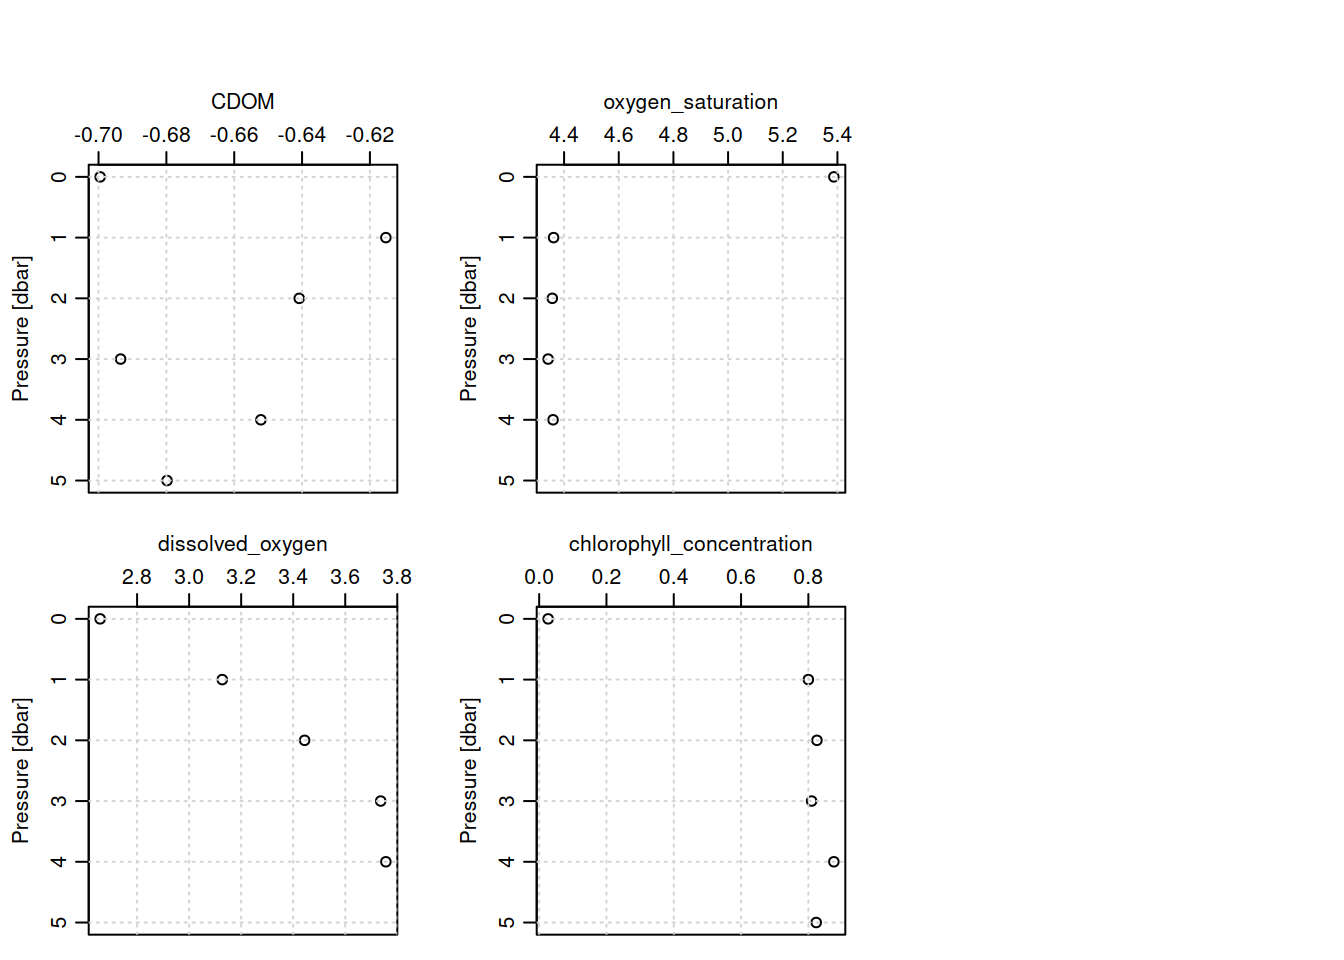 CDOM
-0.70 -0.68 -0.66 -0.64 -0.62
Pressure [dbar]
0
1
2
3
4
5
oxygen_saturation
4.4 4.6 4.8 5.0 5.2 5.4
Pressure [dbar]
0
1
2
3
4
5
dissolved_oxygen
2.8 3.0 3.2 3.4 3.6 3.8
Pressure [dbar]
0
1
2
3
4
5
chlorophyll_concentration
0.0 0.2 0.4 0.6 0.8
Pressure [dbar]
0
1
2
3
4
5